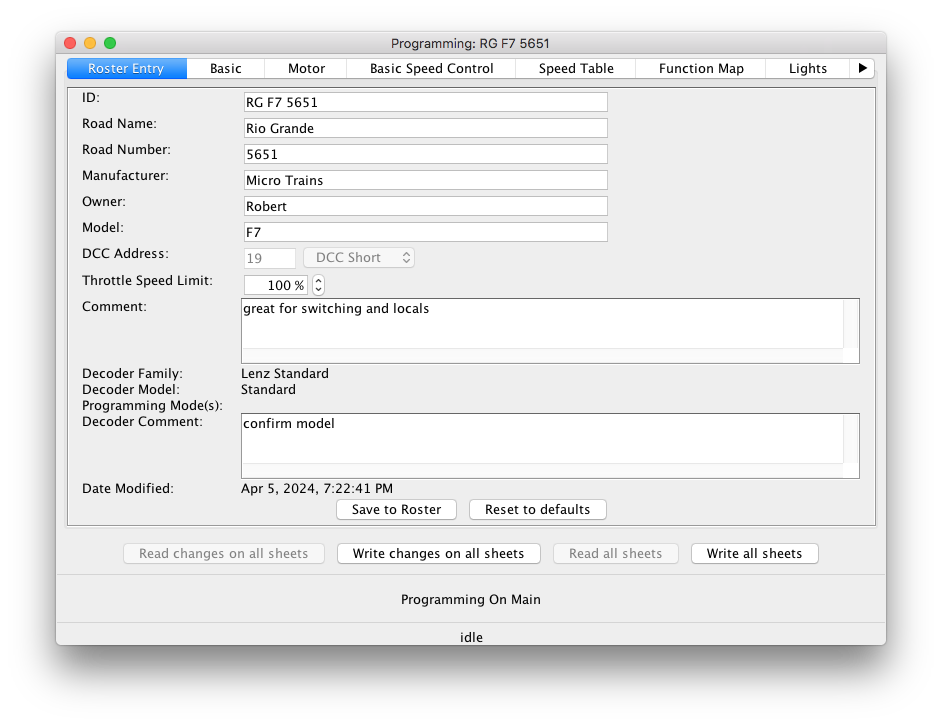 Programming: RG F7 5651
Roster Entry Basic Motor Basic Speed Control Speed Table Function Map Lights
ID: RG F7 5651
Road Name: Rio Grande
Road Number: 5651
Manufacturer: Micro Trains
Owner: Robert
Model: F7
DCC Address: 19 DCC Short
Throttle Speed Limit: 100 %
Comment: great for switching and locals
Decoder Family: Lenz Standard
Decoder Model: Standard
Programming Mode(s):
Decoder Comment: confirm model
Date Modified: Apr 5, 2024, 7:22:41 PM
Save to Roster Reset to defaults
Read changes on all sheets Write changes on all sheets Read all sheets Write all sheets
Programming On Main
idle